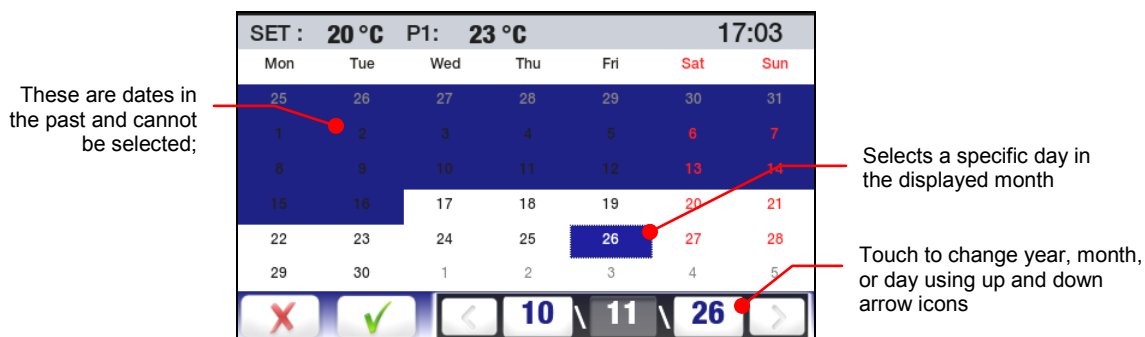 SET : 20 °C P1: 23 °C 17:03
Mon Tue Wed Thu Fri Sat Sun
25 26 27 28 29 30 31
1 2 3 4 5 6 7
8 9 10 11 12 13 14
15 16 17 18 19 20 21
22 23 24 25 26 27 28
29 30 1 2 3 4 5
10 \ 11 \ 26
These are dates in
the past and cannot
be selected;
Selects a specific day in
the displayed month
Touch to change year, month,
or day using up and down
arrow icons